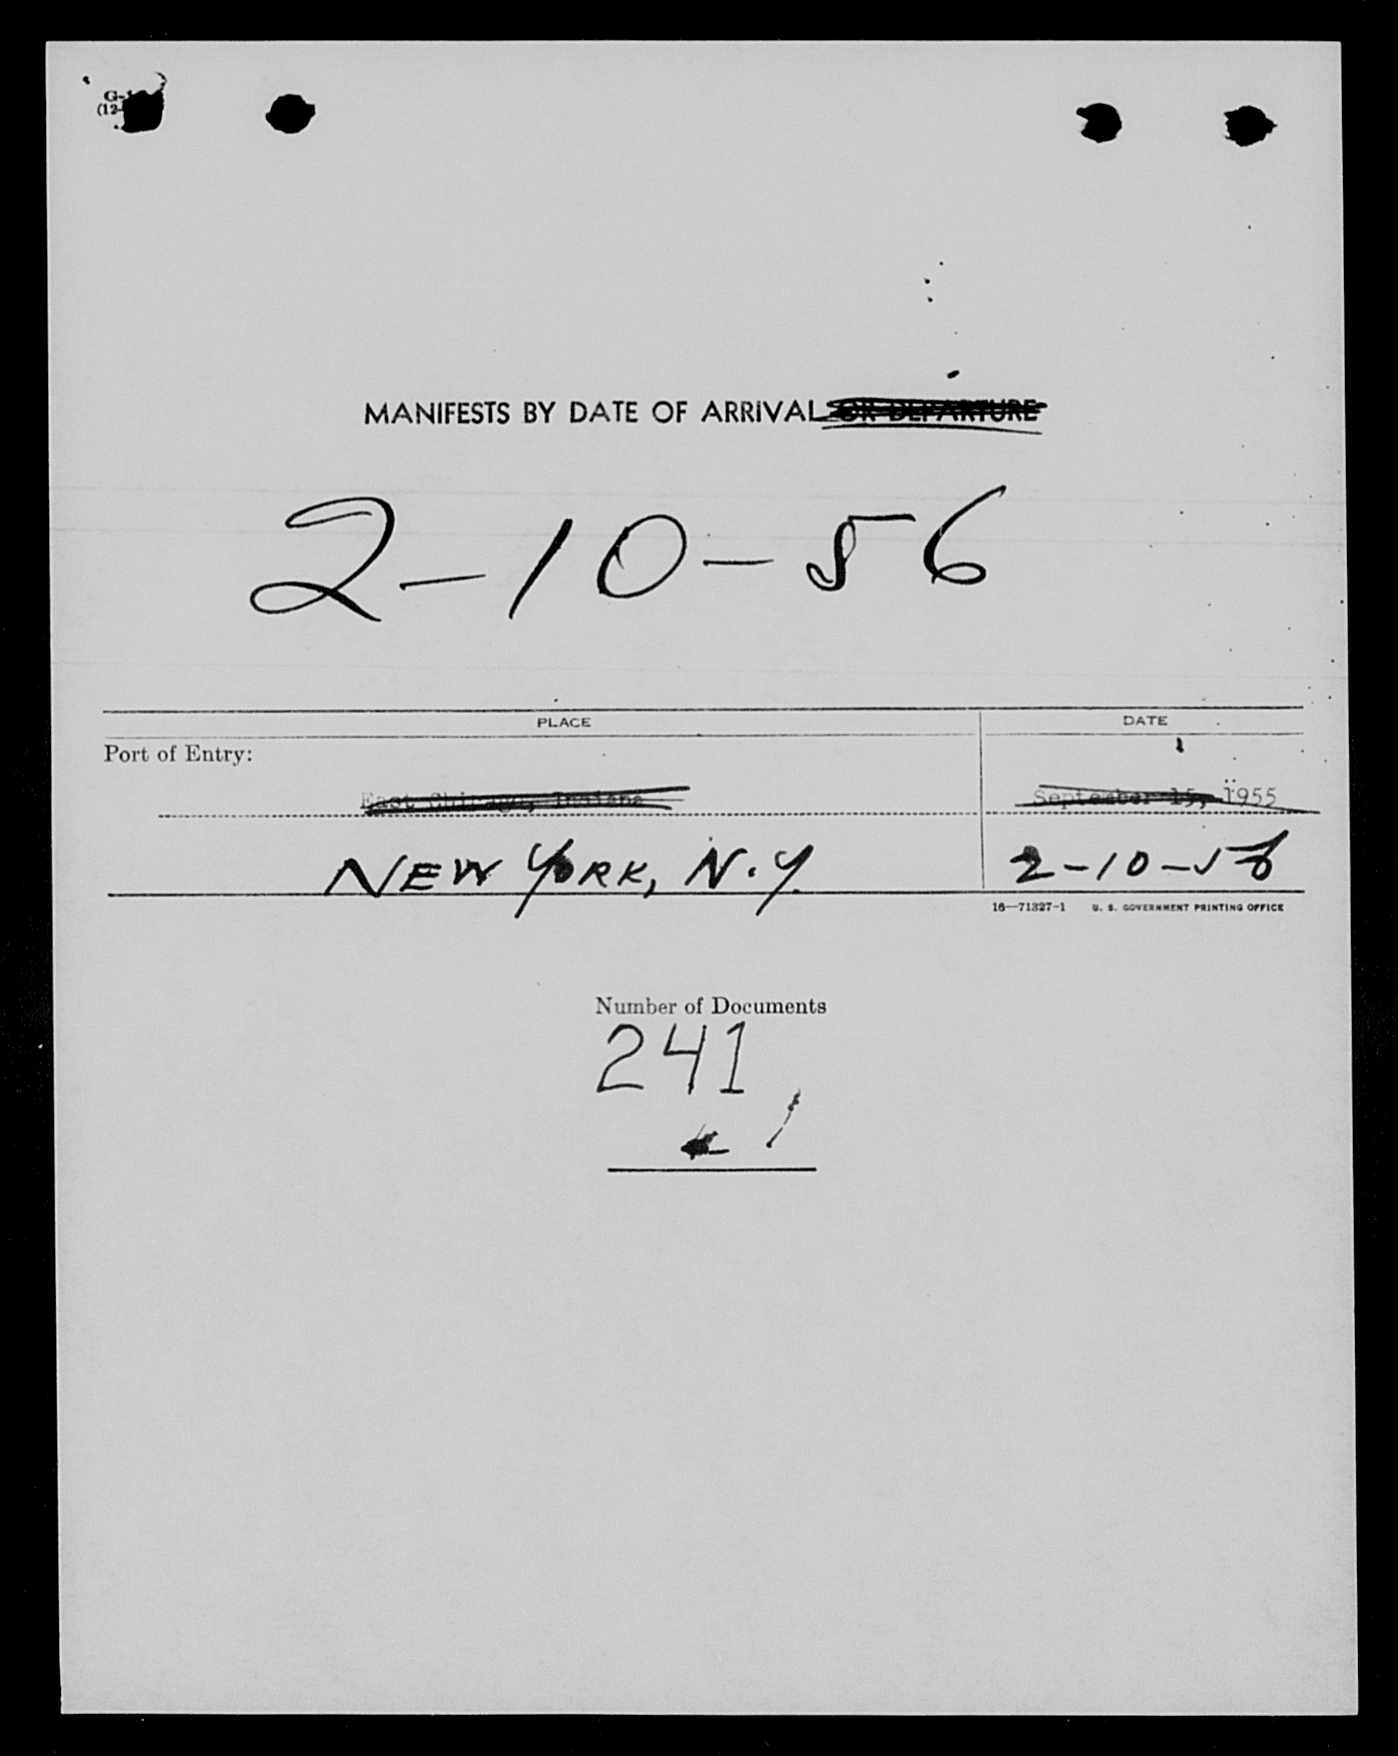 MANIFESTS BY DATE OF ARRIVAL OR DEPARTURE
2-10-56
PLACE DATE
Port of Entry:
East Chicago, Indiana September 15, 1955
NEW YORK, N.Y. 2-10-56
16—71327-1 U. S. GOVERNMENT PRINTING OFFICE
Number of Documents
241